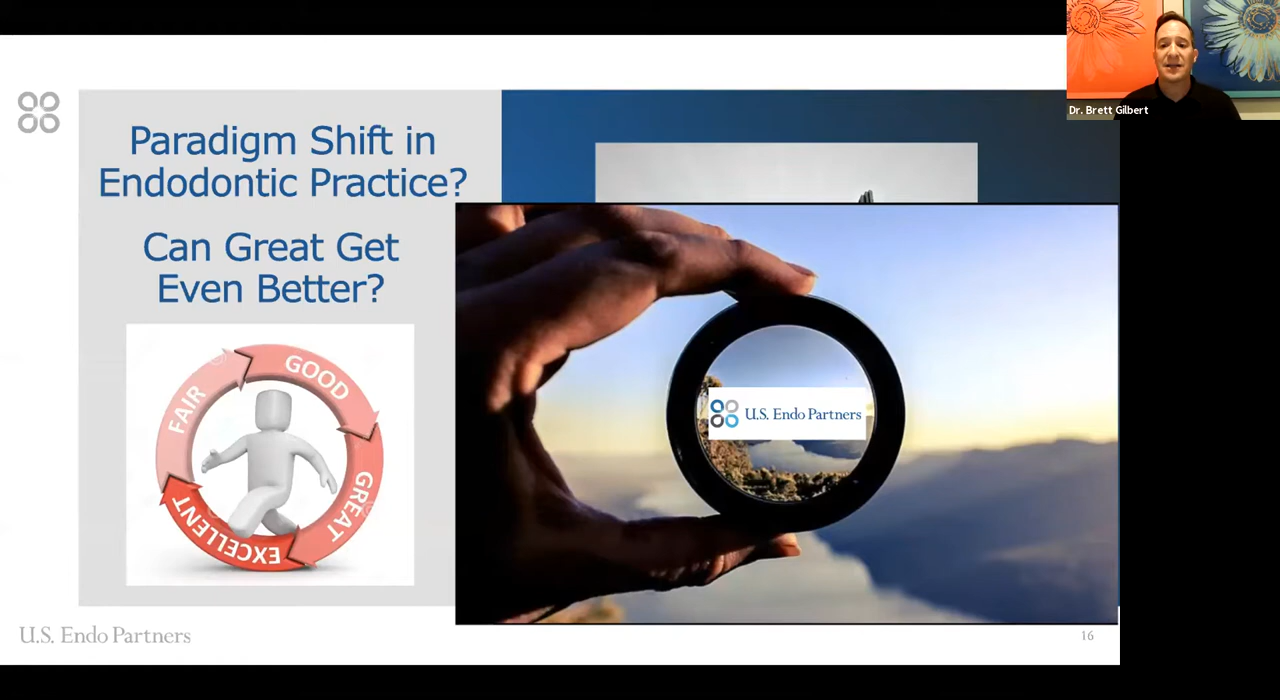 Dr. Brett Gilbert
Paradigm Shift in
Endodontic Practice?
Can Great Get
Even Better?
FAIR
GOOD
GREAT
EXCELLENT
U.S. Endo Partners
U.S. Endo Partners
16